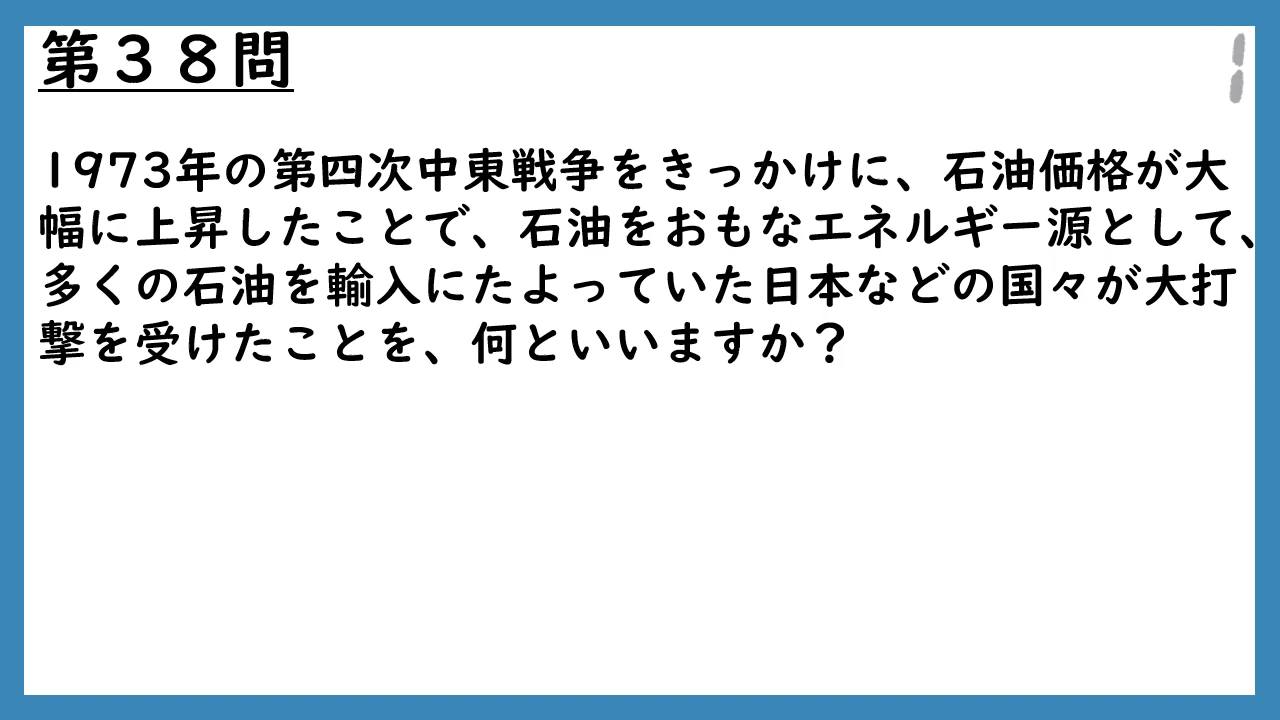 第３８問
1
1973年の第四次中東戦争をきっかけに、石油価格が大
幅に上昇したことで、石油をおもなエネルギー源として、
多くの石油を輸入にたよっていた日本などの国々が大打
撃を受けたことを、何といいますか？